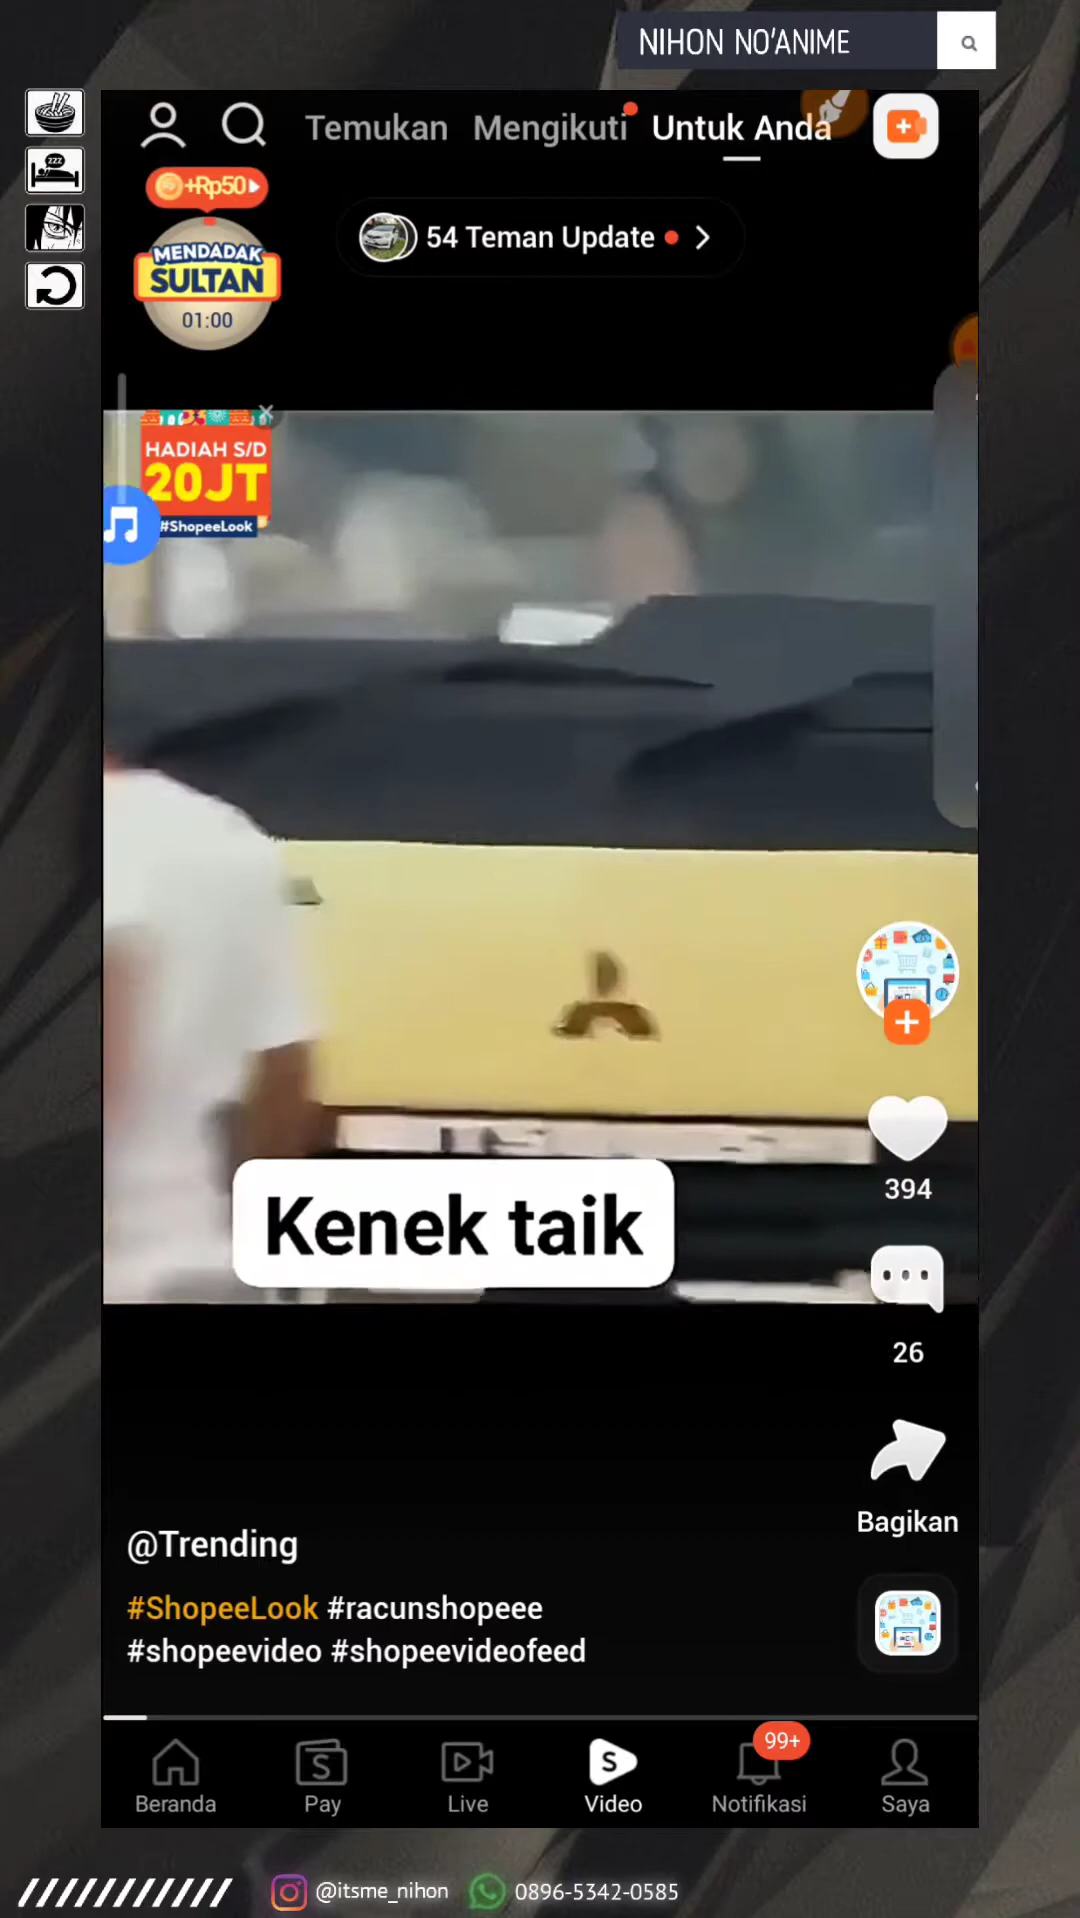 NIHON NO'ANIME
Temukan
Mengikuti
Untuk Anda
+Rp50
MENDADAK
SULTAN
01:00
54 Teman Update
HADIAH S/D
20JT
#ShopeeLook
zzz
Kenek taik
394
26
Bagikan
@Trending
#ShopeeLook #racunshopeee
#shopeevideo #shopeevideofeed
99+
Beranda
Pay
Live
Video
Notifikasi
Saya
@itsme_nihon
0896-5342-0585